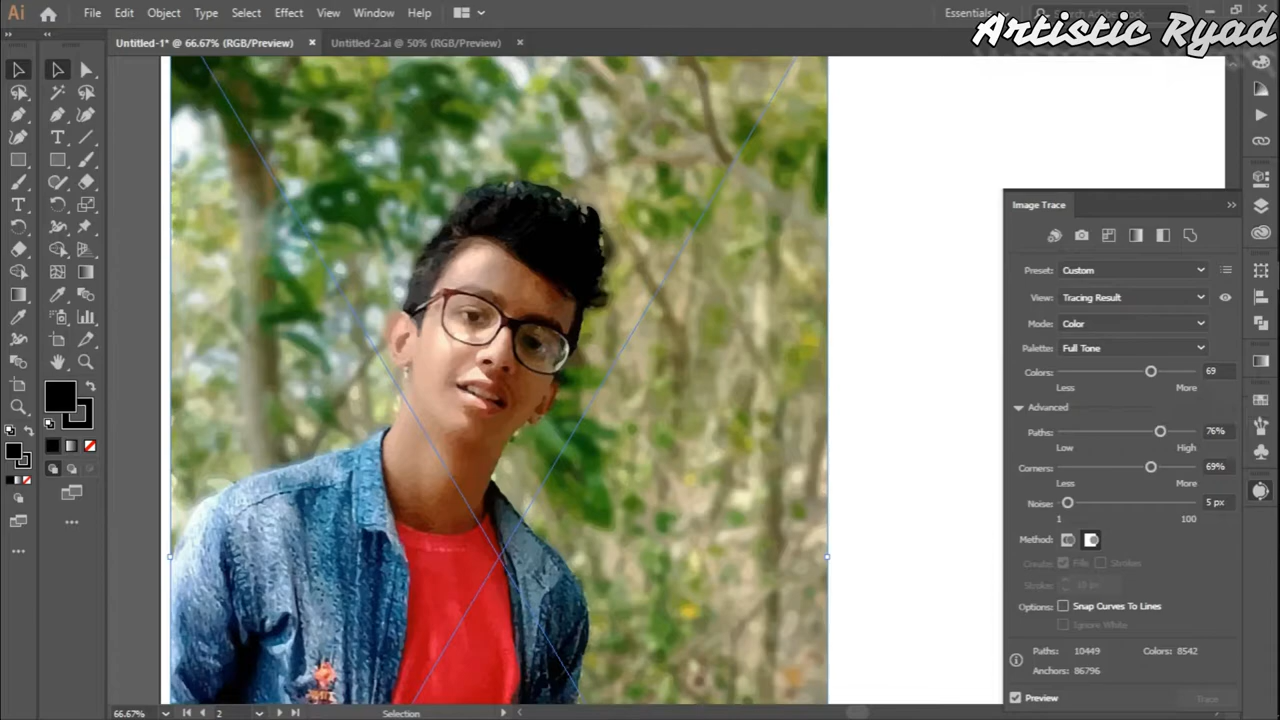 Ai File Edit Object Type Select Effect View Window Help Essentials
Artistic Ryad
Untitled-1* @ 66.67% (RGB/Preview) × Untitled-2.ai @ 50% (RGB/Preview) ×
Image Trace
Preset: Custom
View: Tracing Result
Mode: Color
Palette: Full Tone
Colors: 69
Less More
Advanced
Paths: 76%
Low High
Corners: 69%
Less More
Noise: 5 px
1 100
Method:
Create: Fills Strokes
Stroke: 10 px
Options: Snap Curves To Lines
Ignore White
Paths: 10449 Colors: 8542
Anchors: 86796
Preview Trace
66.67% 2 Selection